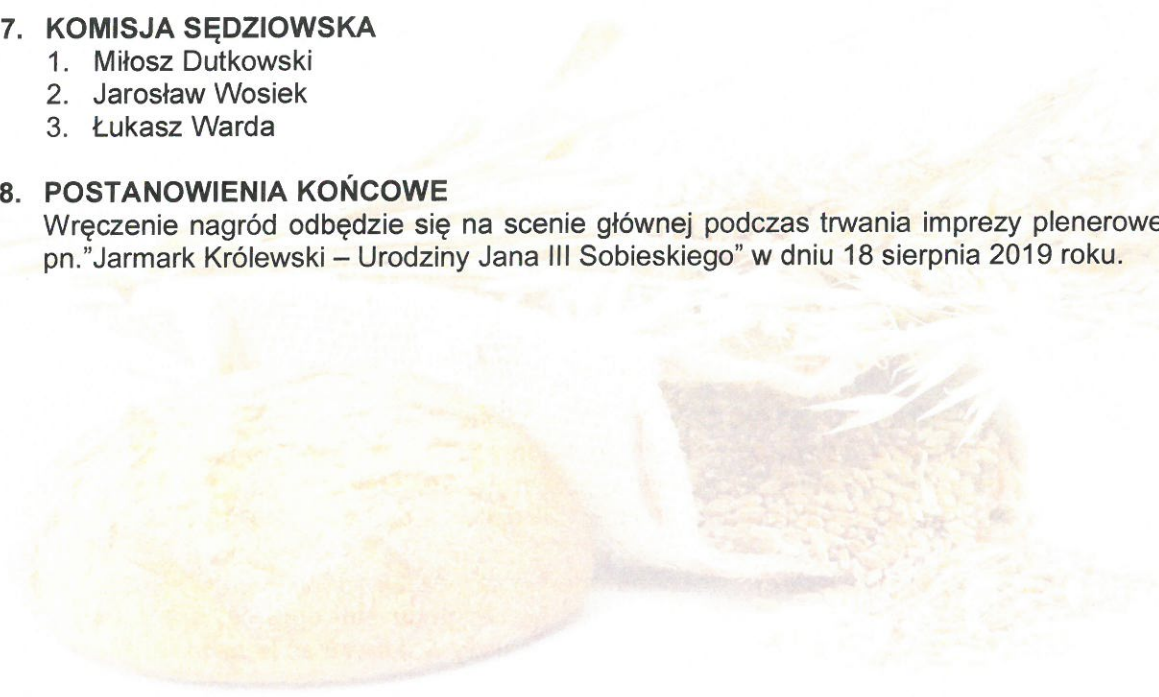 7. KOMISJA SĘDZIOWSKA
1. Miłosz Dutkowski
2. Jarosław Wosiek
3. Łukasz Warda
8. POSTANOWIENIA KOŃCOWE
Wręczenie nagród odbędzie się na scenie głównej podczas trwania imprezy plenerowe
pn.”Jarmark Królewski – Urodziny Jana III Sobieskiego” w dniu 18 sierpnia 2019 roku.